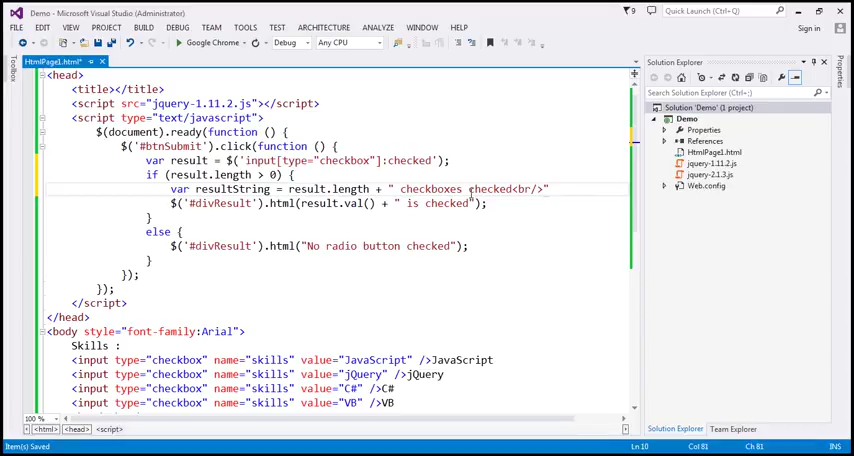 Demo - Microsoft Visual Studio (Administrator)
9
Quick Launch (Ctrl+Q)
FILE EDIT VIEW PROJECT BUILD DEBUG TEAM TOOLS TEST ARCHITECTURE ANALYZE WINDOW HELP
Sign in
Google Chrome Debug Any CPU
Toolbox
HtmlPage1.html*
<head>
<title></title>
<script src="jquery-1.11.2.js"></script>
<script type="text/javascript">
$(document).ready(function () {
$('#btnSubmit').click(function () {
var result = $('input[type="checkbox"]:checked');
if (result.length > 0) {
var resultString = result.length + " checkboxes checked<br/>"
$('#divResult').html(result.val() + " is checked");
}
else {
$('#divResult').html("No radio button checked");
}
});
});
</script>
</head>
<body style="font-family:Arial">
Skills :
<input type="checkbox" name="skills" value="JavaScript" />JavaScript
<input type="checkbox" name="skills" value="jQuery" />jQuery
<input type="checkbox" name="skills" value="C#" />C#
<input type="checkbox" name="skills" value="VB" />VB
100 %
<html> <head> <script>
Solution Explorer
Search Solution Explorer (Ctrl+;)
Solution 'Demo' (1 project)
Demo
Properties
References
HtmlPage1.html
jquery-1.11.2.js
jquery-2.1.3.js
Web.config
Solution Explorer Team Explorer
Properties
Item(s) Saved Ln 10 Col 81 Ch 81 INS